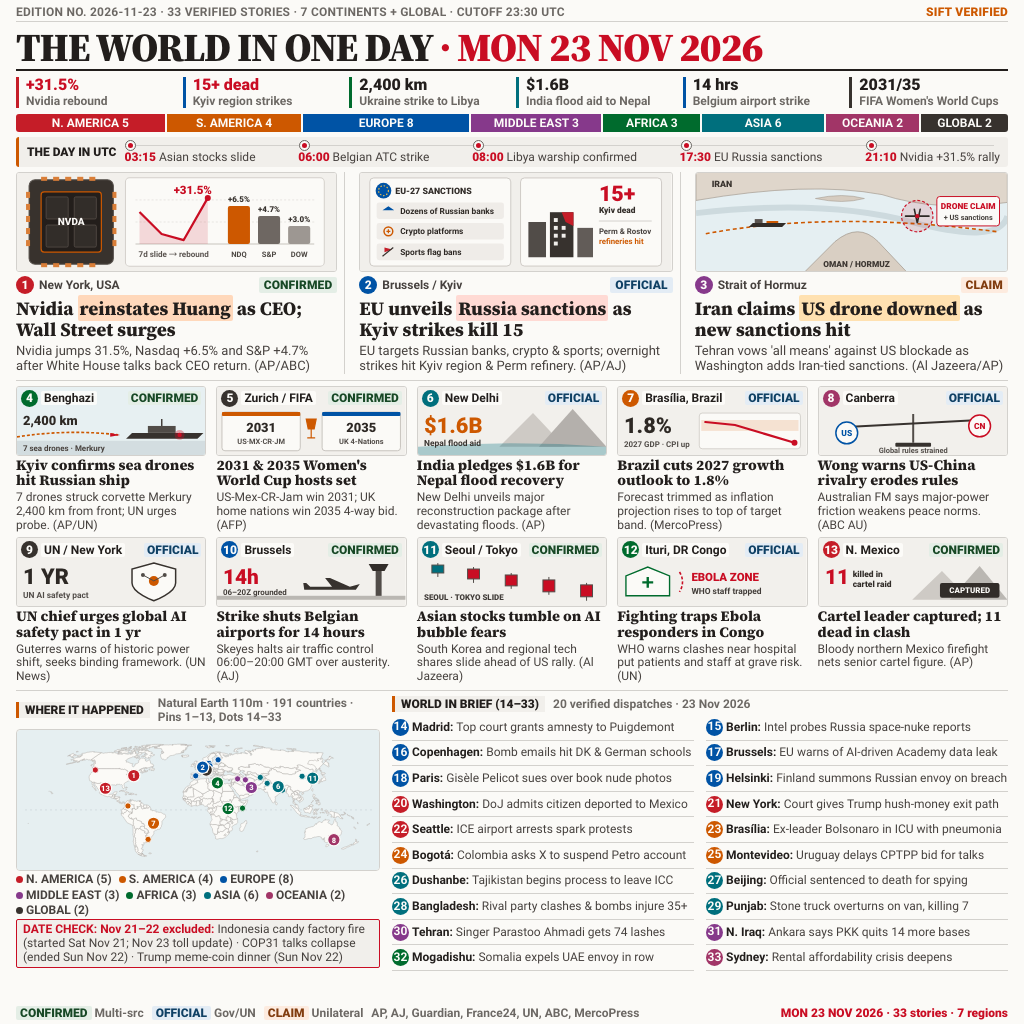 EDITION NO. 2026-11-23 · 33 VERIFIED STORIES · 7 CONTINENTS + GLOBAL · CUTOFF 23:30 UTC
SIFT VERIFIED
THE WORLD IN ONE DAY · MON 23 NOV 2026
+31.5%
Nvidia rebound
15+ dead
Kyiv region strikes
2,400 km
Ukraine strike to Libya
$1.6B
India flood aid to Nepal
14 hrs
Belgium airport strike
2031/35
FIFA Women's World Cups
N. AMERICA 5
S. AMERICA 4
EUROPE 8
MIDDLE EAST 3
AFRICA 3
ASIA 6
OCEANIA 2
GLOBAL 2
THE DAY IN UTC
03:15 Asian stocks slide
06:00 Belgian ATC strike
08:00 Libya warship confirmed
17:30 EU Russia sanctions
21:10 Nvidia +31.5% rally
NVDA
+31.5%
7d slide → rebound
+6.5%
+4.7%
+3.0%
NDQ
S&P
DOW
1 New York, USA
CONFIRMED
Nvidia reinstates Huang as CEO;
Wall Street surges
Nvidia jumps 31.5%, Nasdaq +6.5% and S&P +4.7%
after White House talks back CEO return. (AP/ABC)
EU-27 SANCTIONS
Dozens of Russian banks
Crypto platforms
Sports flag bans
15+
Kyiv dead
Perm & Rostov
refineries hit
2 Brussels / Kyiv
OFFICIAL
EU unveils Russia sanctions as
Kyiv strikes kill 15
EU targets Russian banks, crypto & sports; overnight
strikes hit Kyiv region & Perm refinery. (AP/AJ)
IRAN
DRONE CLAIM
+ US sanctions
OMAN / HORMUZ
3 Strait of Hormuz
CLAIM
Iran claims US drone downed as
new sanctions hit
Tehran vows 'all means' against US blockade as
Washington adds Iran-tied sanctions. (Al Jazeera/AP)
4 Benghazi
CONFIRMED
2,400 km
7 sea drones · Merkury
Kyiv confirms sea drones
hit Russian ship
7 drones struck corvette Merkury
2,400 km from front; UN urges
probe. (AP/UN)
5 Zurich / FIFA
CONFIRMED
2031
US-MX-CR-JM
2035
UK 4-Nations
2031 & 2035 Women's
World Cup hosts set
US-Mex-CR-Jam win 2031; UK
home nations win 2035 4-way bid.
(AFP)
6 New Delhi
OFFICIAL
$1.6B
Nepal flood aid
India pledges $1.6B for
Nepal flood recovery
New Delhi unveils major
reconstruction package after
devastating floods. (AP)
7 Brasília, Brazil
OFFICIAL
1.8%
2027 GDP · CPI up
Brazil cuts 2027 growth
outlook to 1.8%
Forecast trimmed as inflation
projection rises to top of target
band. (MercoPress)
8 Canberra
OFFICIAL
US
CN
Global rules strained
Wong warns US-China
rivalry erodes rules
Australian FM says major-power
friction weakens peace norms.
(ABC AU)
9 UN / New York
OFFICIAL
1 YR
UN AI safety pact
UN chief urges global AI
safety pact in 1 yr
Guterres warns of historic power
shift, seeks binding framework. (UN
News)
10 Brussels
CONFIRMED
14h
06–20Z grounded
Strike shuts Belgian
airports for 14 hours
Skeyes halts air traffic control
06:00–20:00 GMT over austerity.
(AJ)
11 Seoul / Tokyo
CONFIRMED
SEOUL · TOKYO SLIDE
Asian stocks tumble on AI
bubble fears
South Korea and regional tech
shares slide ahead of US rally. (Al
Jazeera)
12 Ituri, DR Congo
OFFICIAL
EBOLA ZONE
WHO staff trapped
Fighting traps Ebola
responders in Congo
WHO warns clashes near hospital
put patients and staff at grave risk.
(UN)
13 N. Mexico
CONFIRMED
11 killed in
cartel raid
CAPTURED
Cartel leader captured; 11
dead in clash
Bloody northern Mexico firefight
nets senior cartel figure. (AP)
WHERE IT HAPPENED
Natural Earth 110m · 191 countries ·
Pins 1–13, Dots 14–33
1
2
3
4
6
7
8
11
12
13
N. AMERICA (5) S. AMERICA (4) EUROPE (8)
MIDDLE EAST (3) AFRICA (3) ASIA (6) OCEANIA (2)
GLOBAL (2)
DATE CHECK: Nov 21–22 excluded: Indonesia candy factory fire
(started Sat Nov 21; Nov 23 toll update) · COP31 talks collapse
(ended Sun Nov 22) · Trump meme-coin dinner (Sun Nov 22)
WORLD IN BRIEF (14–33)
20 verified dispatches · 23 Nov 2026
14 Madrid: Top court grants amnesty to Puigdemont
15 Berlin: Intel probes Russia space-nuke reports
16 Copenhagen: Bomb emails hit DK & German schools
17 Brussels: EU warns of AI-driven Academy data leak
18 Paris: Gisèle Pelicot sues over book nude photos
19 Helsinki: Finland summons Russian envoy on breach
20 Washington: DoJ admits citizen deported to Mexico
21 New York: Court gives Trump hush-money exit path
22 Seattle: ICE airport arrests spark protests
23 Brasília: Ex-leader Bolsonaro in ICU with pneumonia
24 Bogotá: Colombia asks X to suspend Petro account
25 Montevideo: Uruguay delays CPTPP bid for talks
26 Dushanbe: Tajikistan begins process to leave ICC
27 Beijing: Official sentenced to death for spying
28 Bangladesh: Rival party clashes & bombs injure 35+
29 Punjab: Stone truck overturns on van, killing 7
30 Tehran: Singer Parastoo Ahmadi gets 74 lashes
31 N. Iraq: Ankara says PKK quits 14 more bases
32 Mogadishu: Somalia expels UAE envoy in row
33 Sydney: Rental affordability crisis deepens
CONFIRMED Multi-src OFFICIAL Gov/UN CLAIM Unilateral AP, AJ, Guardian, France24, UN, ABC, MercoPress
MON 23 NOV 2026 · 33 stories · 7 regions